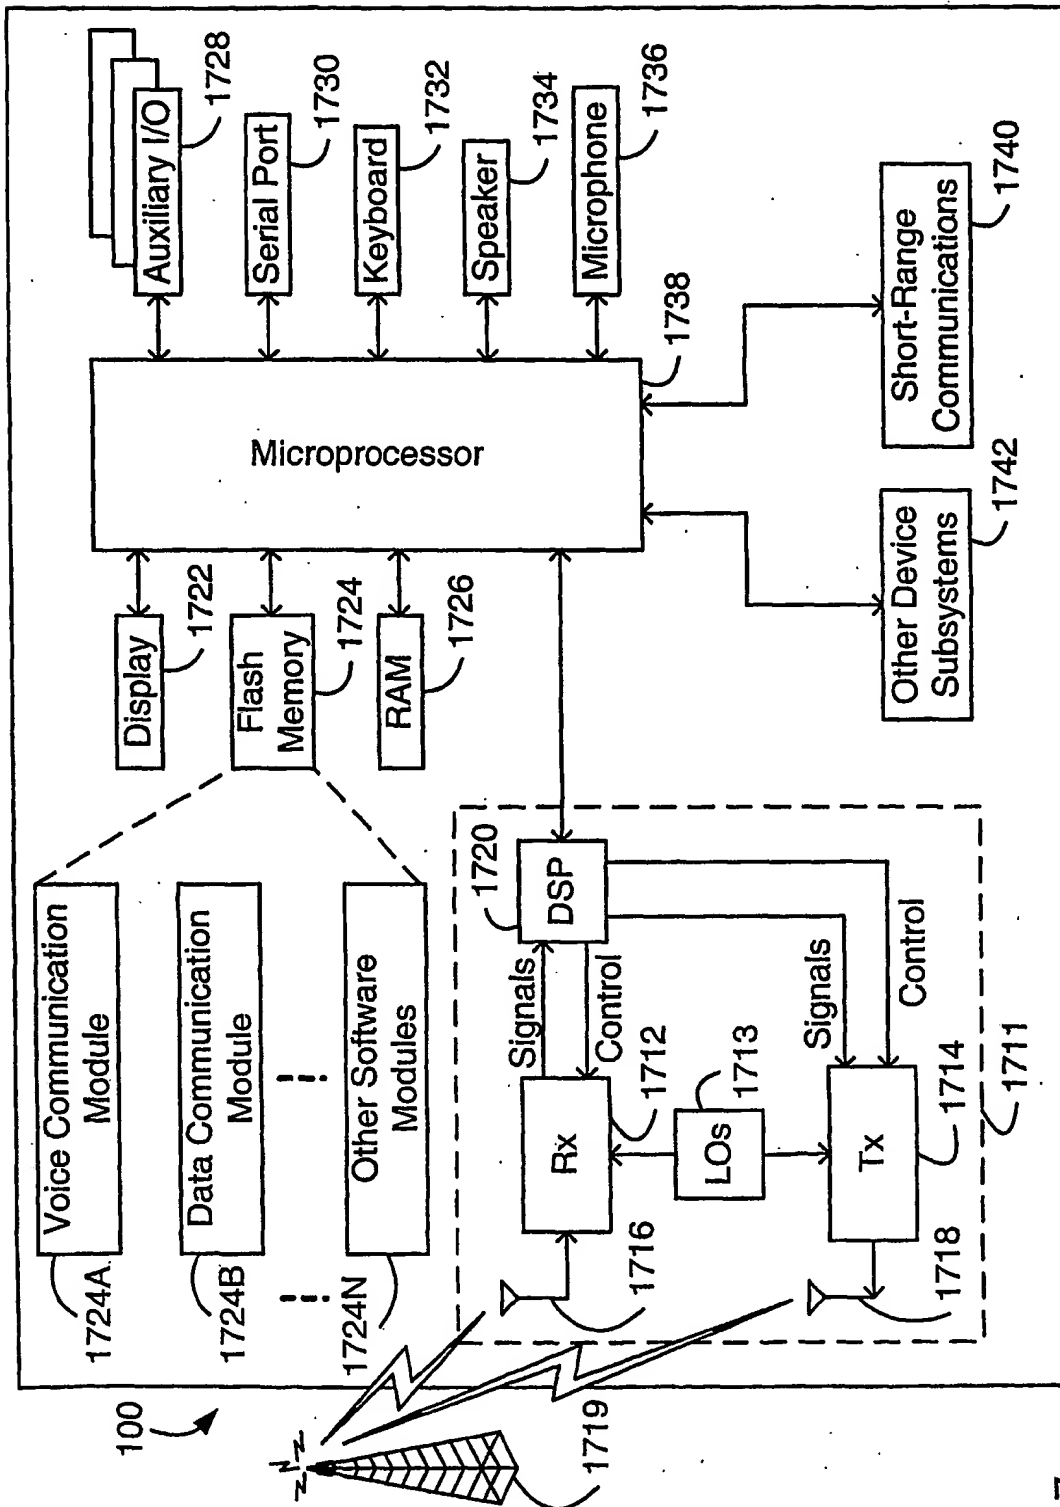 100
1719
Voice Communication
Module
1724A
Data Communication
Module
1724B
Other Software
Modules
1724N
Display
1722
Flash
Memory
1724
RAM
1726
Microprocessor
1738
Auxiliary I/O
1728
Serial Port
1730
Keyboard
1732
Speaker
1734
Microphone
1736
Short-Range
Communications
1740
Other Device
Subsystems
1742
1720
DSP
Signals
Control
Rx
1712
1716
LOs
1713
Signals
Control
Tx
1714
1718
1711